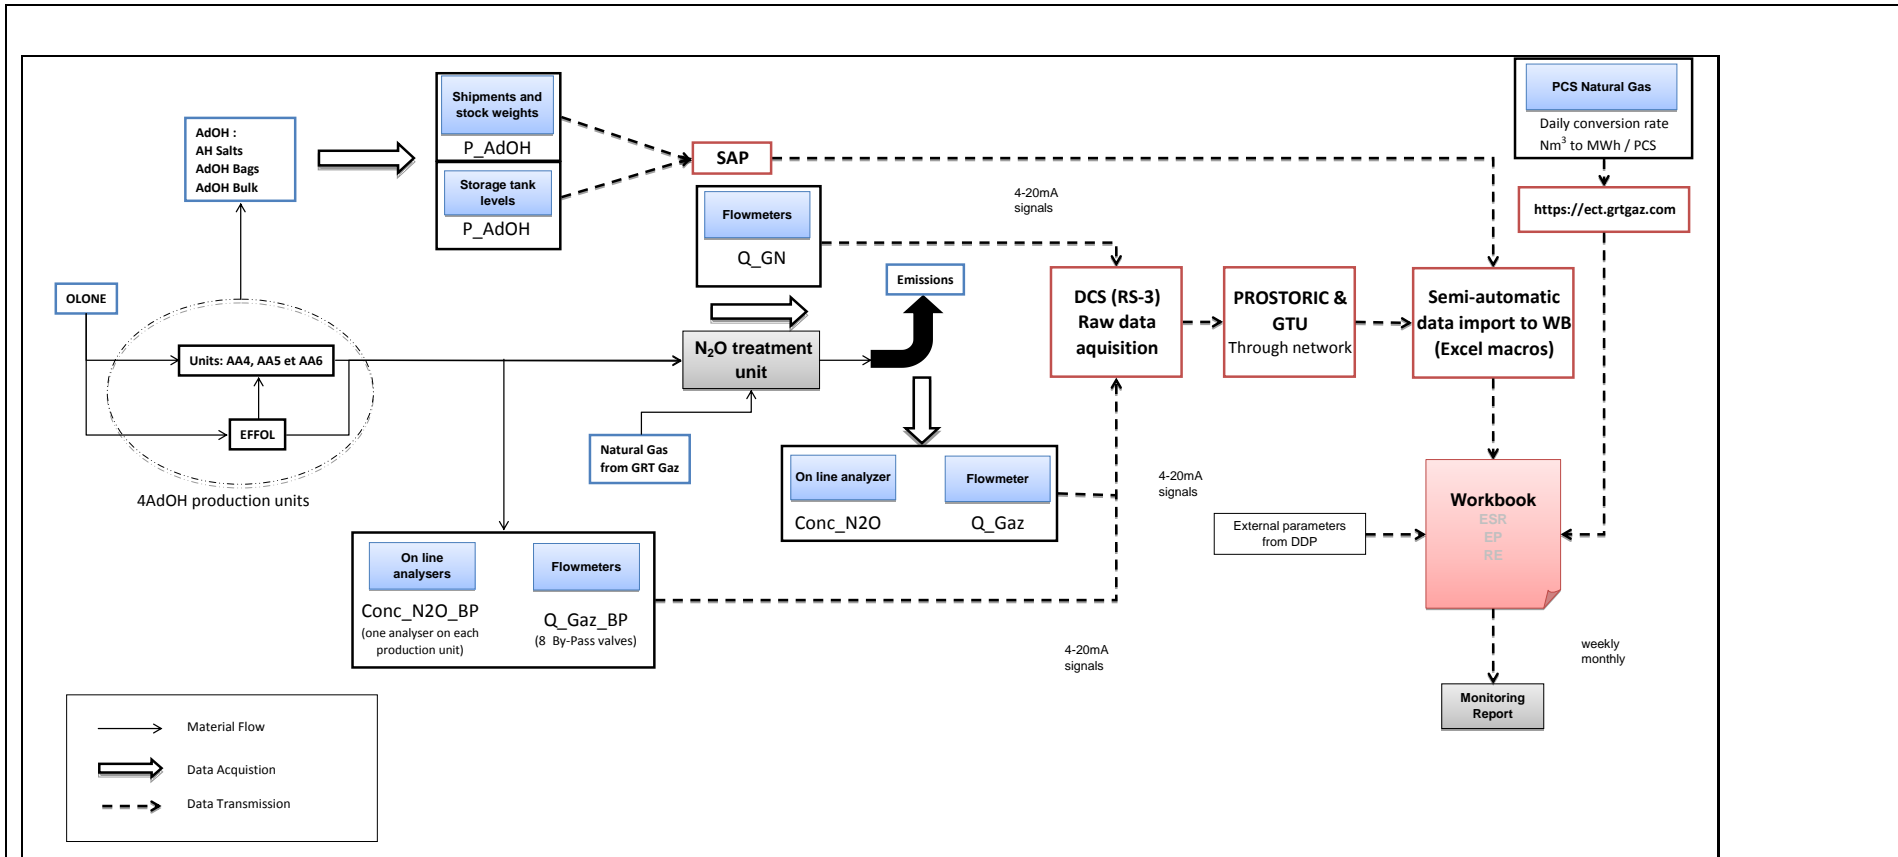 Shipments and
stock weights
P_AdOH
Storage tank
levels
P_AdOH
AdOH :
AH Salts
AdOH Bags
AdOH Bulk
SAP
PCS Natural Gas
Daily conversion rate
Nm³ to MWh / PCS
https://ect.grtgaz.com
4-20mA
signals
Flowmeters
Q_GN
OLONE
Emissions
Units: AA4, AA5 et AA6
EFFOL
4AdOH production units
N₂O treatment
unit
Natural Gas
from GRT Gaz
DCS (RS-3)
Raw data
aquisition
PROSTORIC &
GTU
Through network
Semi-automatic
data import to WB
(Excel macros)
On line analyzer
Conc_N2O
Flowmeter
Q_Gaz
4-20mA
signals
On line
analysers
Conc_N2O_BP
(one analyser on each
production unit)
Flowmeters
Q_Gaz_BP
(8 By-Pass valves)
4-20mA
signals
External parameters
from DDP
Workbook
ESR
EP
RE
weekly
monthly
Monitoring
Report
Material Flow
Data Acquistion
Data Transmission